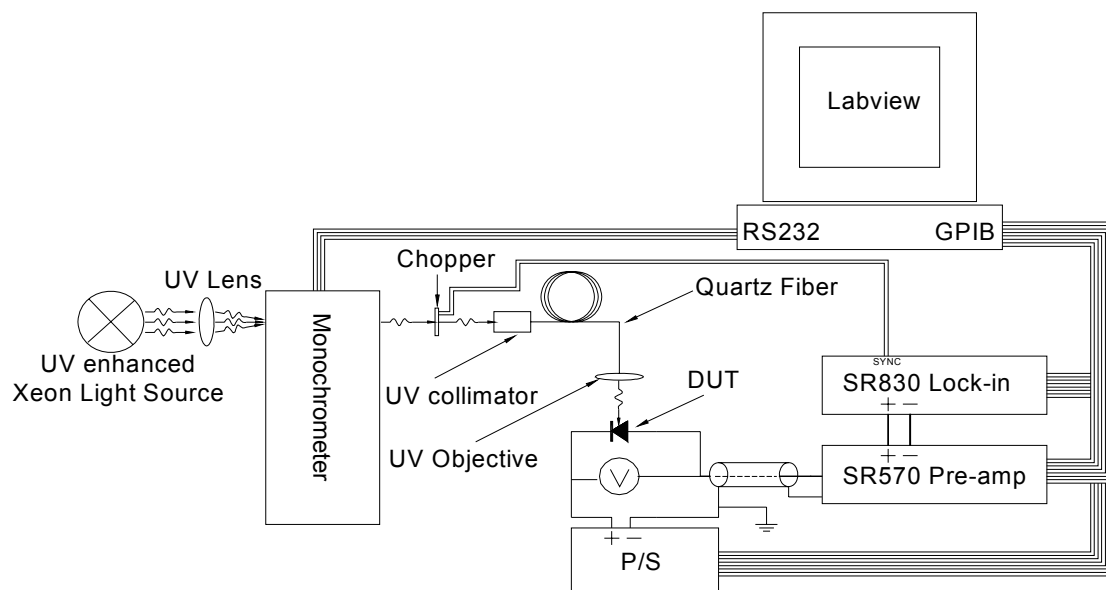 Labview
RS232
GPIB
Chopper
UV Lens
Quartz Fiber
Monochrometer
UV enhanced
Xeon Light Source
SYNC
SR830 Lock-in
+ −
UV collimator
DUT
UV Objective
+ −
SR570 Pre-amp
V
+ −
P/S